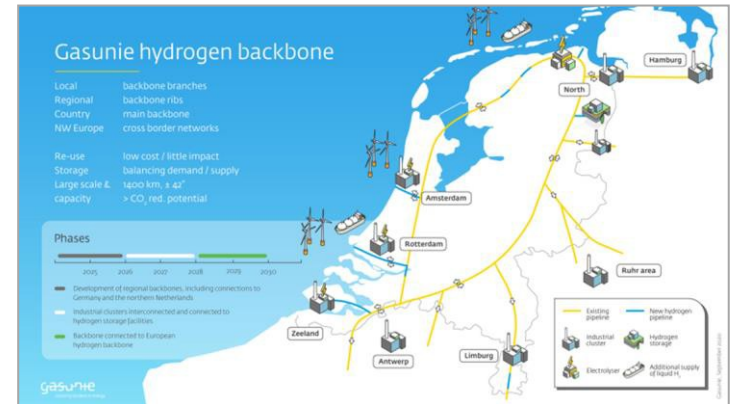 Gasunie hydrogen backbone
Local backbone branches
Regional backbone ribs
Country main backbone
NW Europe cross border networks
Re-use low cost / little impact
Storage balancing demand / supply
Large scale & 1400 km, ± 42"
capacity > CO₂ red. potential
Phases
2025 2026 2027 2028 2029 2030
Development of regional backbones, including connections to
Germany and the northern Netherlands
Industrial clusters interconnected and connected to
hydrogen storage facilities
Backbone connected to European
hydrogen backbone
gasunie
Hamburg
North
Amsterdam
Rotterdam
Ruhr area
Zeeland
Antwerp
Limburg
Existing
pipeline
New hydrogen
pipeline
Industrial
cluster
Hydrogen
storage
Electrolyser
Additional supply
of liquid H₂
Gasunie, September 2020